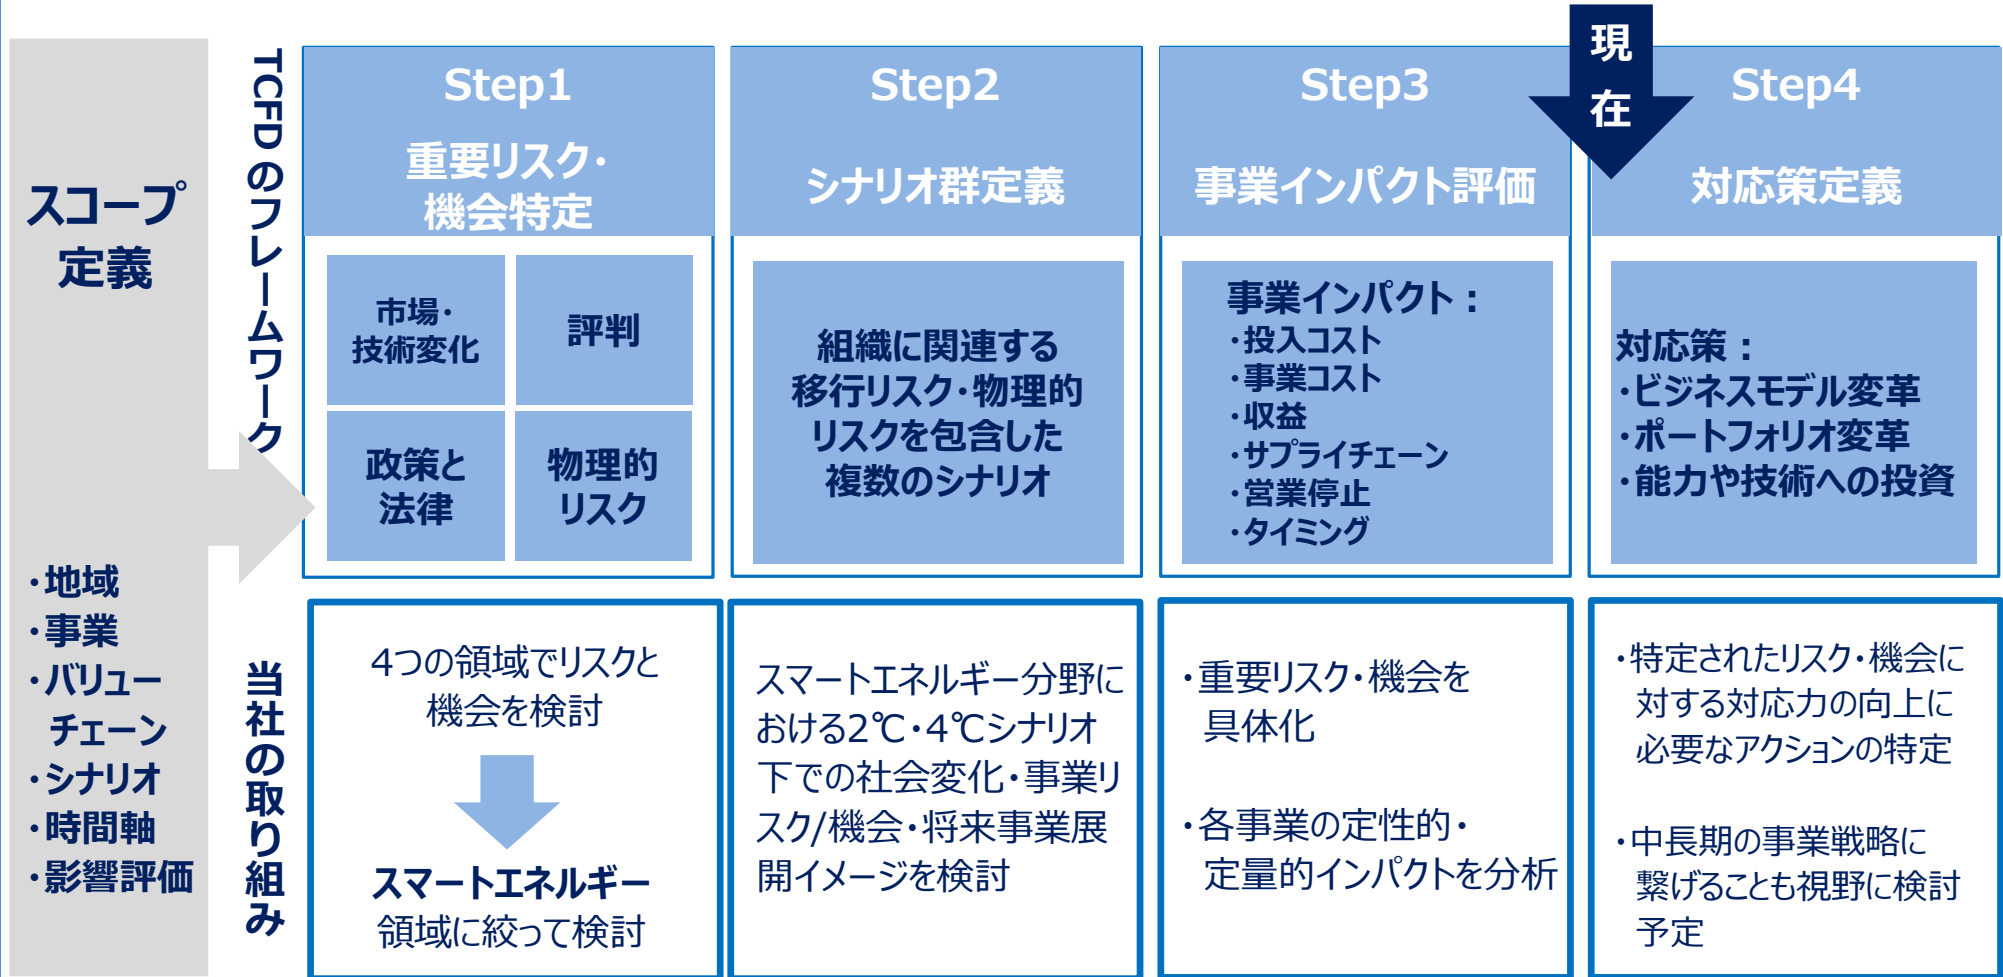 スコープ
定義
・地域
・事業
・バリュー
チェーン
・シナリオ
・時間軸
・影響評価
TCFDのフレームワーク
現
在
Step1
重要リスク・
機会特定
市場・
技術変化
評判
政策と
法律
物理的
リスク
Step2
シナリオ群定義
組織に関連する
移行リスク・物理的
リスクを包含した
複数のシナリオ
Step3
事業インパクト評価
事業インパクト：
・投入コスト
・事業コスト
・収益
・サプライチェーン
・営業停止
・タイミング
Step4
対応策定義
対応策：
・ビジネスモデル変革
・ポートフォリオ変革
・能力や技術への投資
当社の取り組み
4つの領域でリスクと
機会を検討
スマートエネルギー
領域に絞って検討
スマートエネルギー分野に
おける2℃・4℃シナリオ
下での社会変化・事業リ
スク/機会・将来事業展
開イメージを検討
・重要リスク・機会を
具体化
・各事業の定性的・
定量的インパクトを分析
・特定されたリスク・機会に
対する対応力の向上に
必要なアクションの特定
・中長期の事業戦略に
繋げることも視野に検討
予定